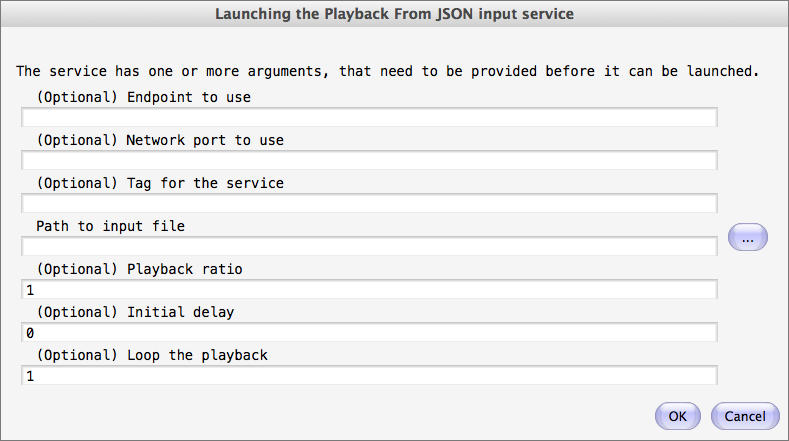 Launching the Playback From JSON input service
The service has one or more arguments, that need to be provided before it can be launched.
(Optional) Endpoint to use
(Optional) Network port to use
(Optional) Tag for the service
Path to input file
...
(Optional) Playback ratio
1
(Optional) Initial delay
0
(Optional) Loop the playback
1
OK Cancel